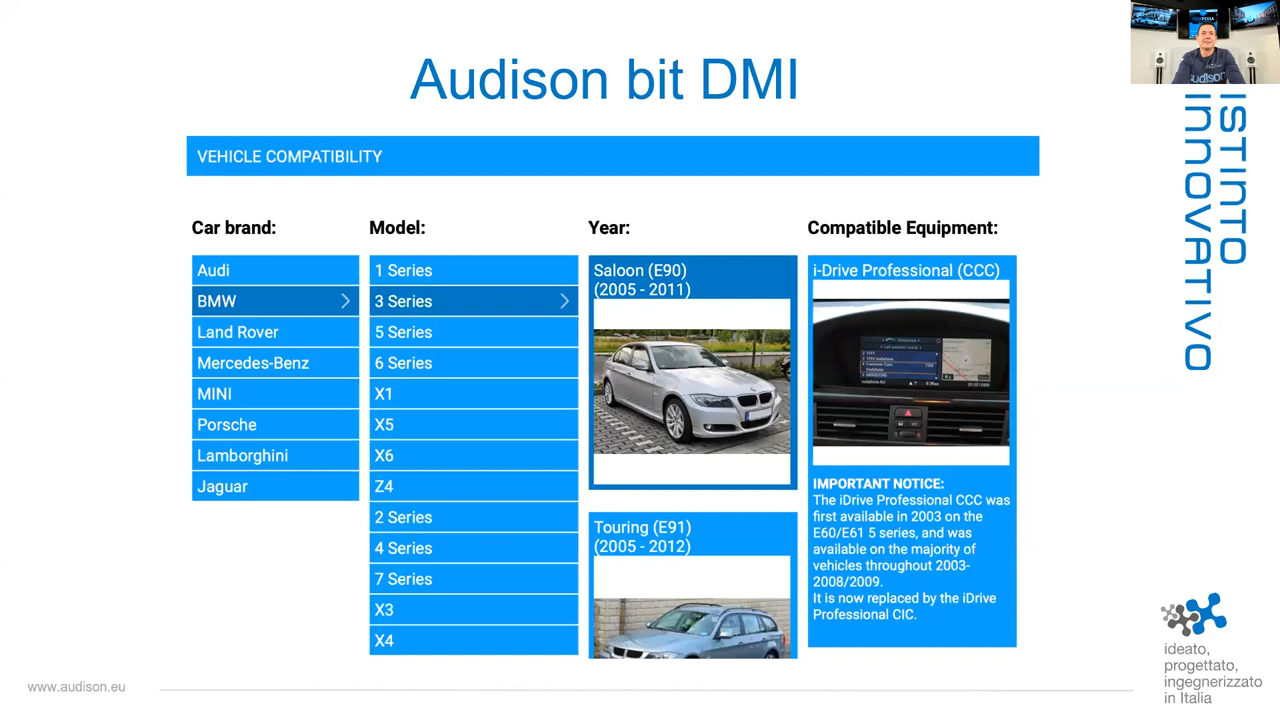 Audison bit DMI
VEHICLE COMPATIBILITY
Car brand:
Audi
BMW
Land Rover
Mercedes-Benz
MINI
Porsche
Lamborghini
Jaguar
Model:
1 Series
3 Series
5 Series
6 Series
X1
X5
X6
Z4
2 Series
4 Series
7 Series
X3
X4
Year:
Saloon (E90)
(2005 - 2011)
Touring (E91)
(2005 - 2012)
Compatible Equipment:
i-Drive Professional (CCC)
IMPORTANT NOTICE:
The iDrive Professional CCC was
first available in 2003 on the
E60/E61 5 series, and was
available on the majority of
vehicles throughout 2003-
2008/2009.
It is now replaced by the iDrive
Professional CIC.
audison
ISTINTO
INNOVATIVO
ideato,
progettato,
ingegnerizzato
in Italia
www.audison.eu